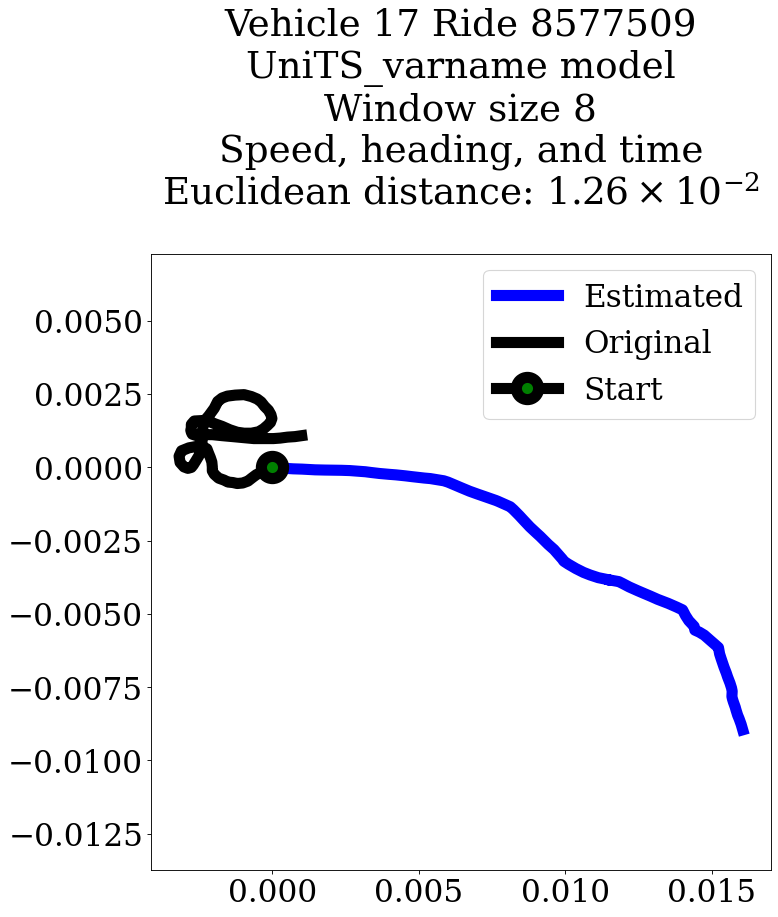 Vehicle 17 Ride 8577509
UniTS_varname model
Window size 8
Speed, heading, and time
Euclidean distance: 1.26 × 10⁻²
Estimated
Original
Start
0.0050
0.0025
0.0000
−0.0025
−0.0050
−0.0075
−0.0100
−0.0125
0.000 0.005 0.010 0.015